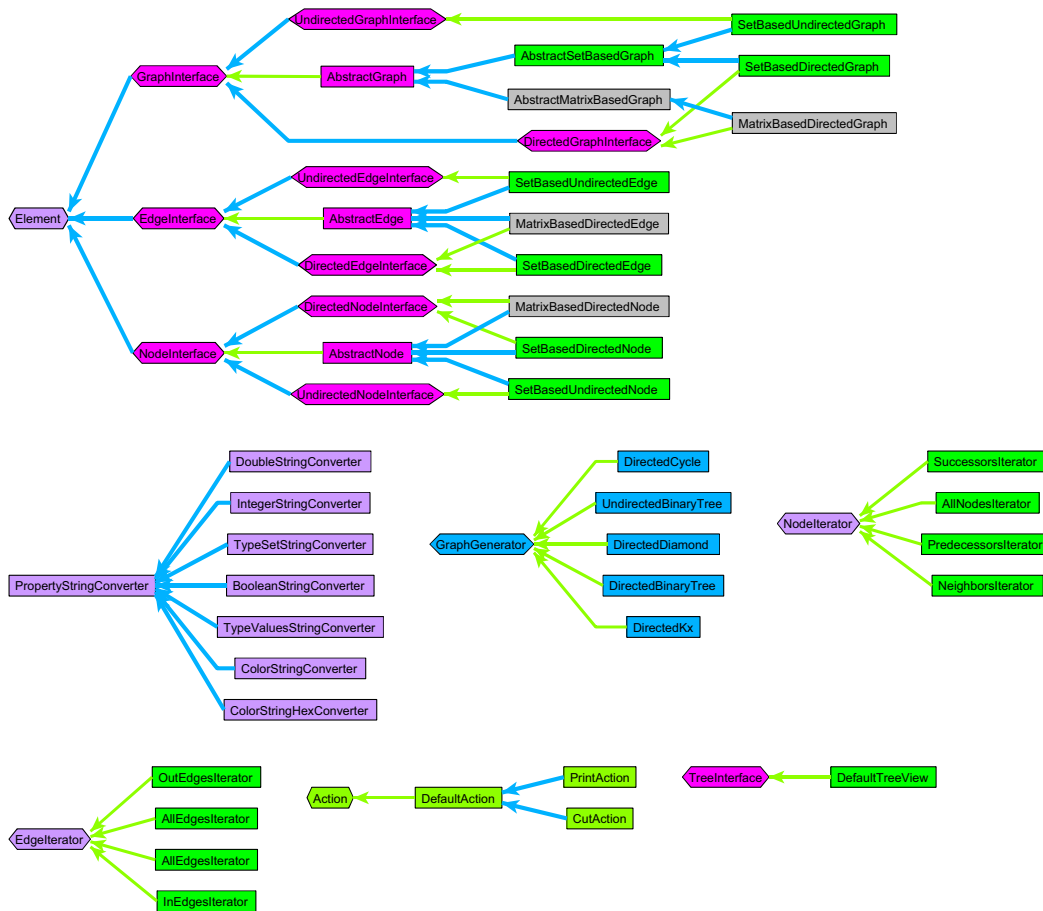 UndirectedGraphInterface
SetBasedUndirectedGraph
AbstractSetBasedGraph
SetBasedDirectedGraph
GraphInterface
AbstractGraph
AbstractMatrixBasedGraph
MatrixBasedDirectedGraph
DirectedGraphInterface
UndirectedEdgeInterface
SetBasedUndirectedEdge
Element
EdgeInterface
AbstractEdge
MatrixBasedDirectedEdge
DirectedEdgeInterface
SetBasedDirectedEdge
DirectedNodeInterface
MatrixBasedDirectedNode
NodeInterface
AbstractNode
SetBasedDirectedNode
UndirectedNodeInterface
SetBasedUndirectedNode
DoubleStringConverter
IntegerStringConverter
TypeSetStringConverter
PropertyStringConverter
BooleanStringConverter
TypeValuesStringConverter
ColorStringConverter
ColorStringHexConverter
DirectedCycle
UndirectedBinaryTree
GraphGenerator
DirectedDiamond
DirectedBinaryTree
DirectedKx
SuccessorsIterator
AllNodesIterator
NodeIterator
PredecessorsIterator
NeighborsIterator
OutEdgesIterator
AllEdgesIterator
EdgeIterator
AllEdgesIterator
InEdgesIterator
Action
DefaultAction
PrintAction
CutAction
TreeInterface
DefaultTreeView